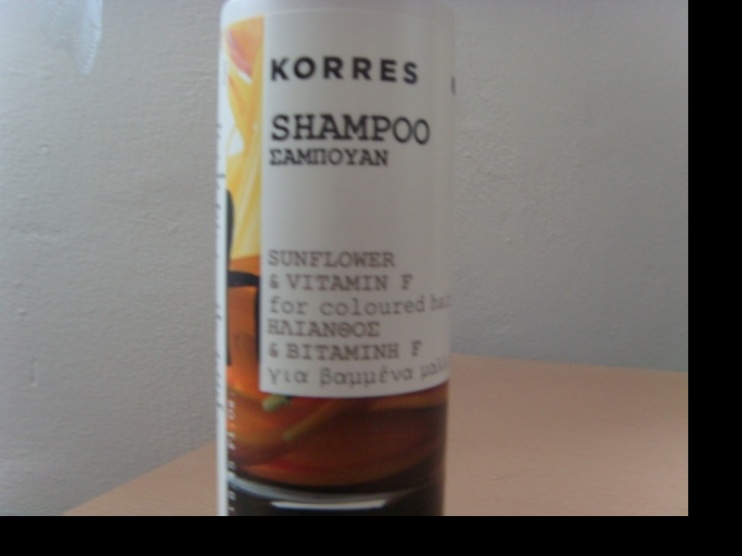 KORRES
SHAMPOO
ΣΑΜΠΟΥΑΝ
SUNFLOWER
& VITAMIN F
for coloured
ΗΛΙΑΝΘΟΣ
& ΒΙΤΑΜΙΝΗ F
για βαμμένα